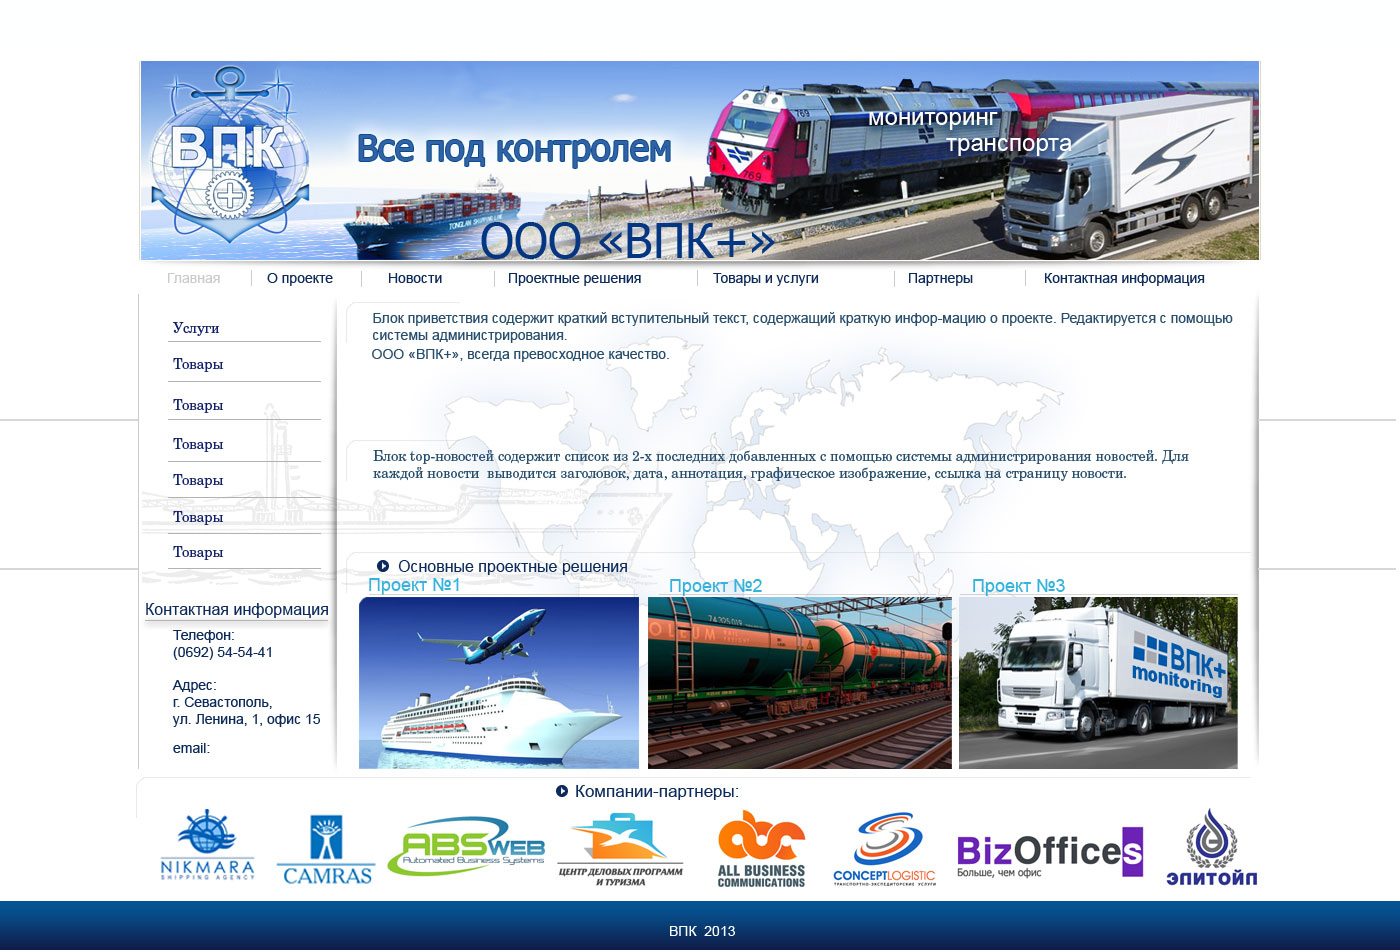 ВПК
Все под контролем
мониторинг
транспорта
769
769
TONGLAN SHIPPING LINE
ООО «ВПК+»
Главная
О проекте
Новости
Проектные решения
Товары и услуги
Партнеры
Контактная информация
Услуги
Товары
Товары
Товары
Товары
Товары
Товары
Контактная информация
Телефон:
(0692) 54-54-41
Адрес:
г. Севастополь,
ул. Ленина, 1, офис 15
email:
Блок приветствия содержит краткий вступительный текст, содержащий краткую инфор-мацию о проекте. Редактируется с помощью
системы администрирования.
ООО «ВПК+», всегда превосходное качество.
Блок top-новостей содержит список из 2-х последних добавленных с помощью системы администрирования новостей. Для
каждой новости выводится заголовок, дата, аннотация, графическое изображение, ссылка на страницу новости.
Основные проектные решения
Проект №1
Проект №2
Проект №3
ВПК+
monitoring
Компании-партнеры:
NIKMARA
SHIPPING AGENCY
CAMRAS
ABSWEB
Automated Business Systems
ЦЕНТР ДЕЛОВЫХ ПРОГРАММ
И ТУРИЗМА
abc
ALL BUSINESS
COMMUNICATIONS
CONCEPTLOGISTIC
ТРАНСПОРТНО-ЭКСПЕДИТОРСКИЕ УСЛУГИ
BizOffices
Больше, чем офис
ЭПИТОЙЛ
ВПК 2013